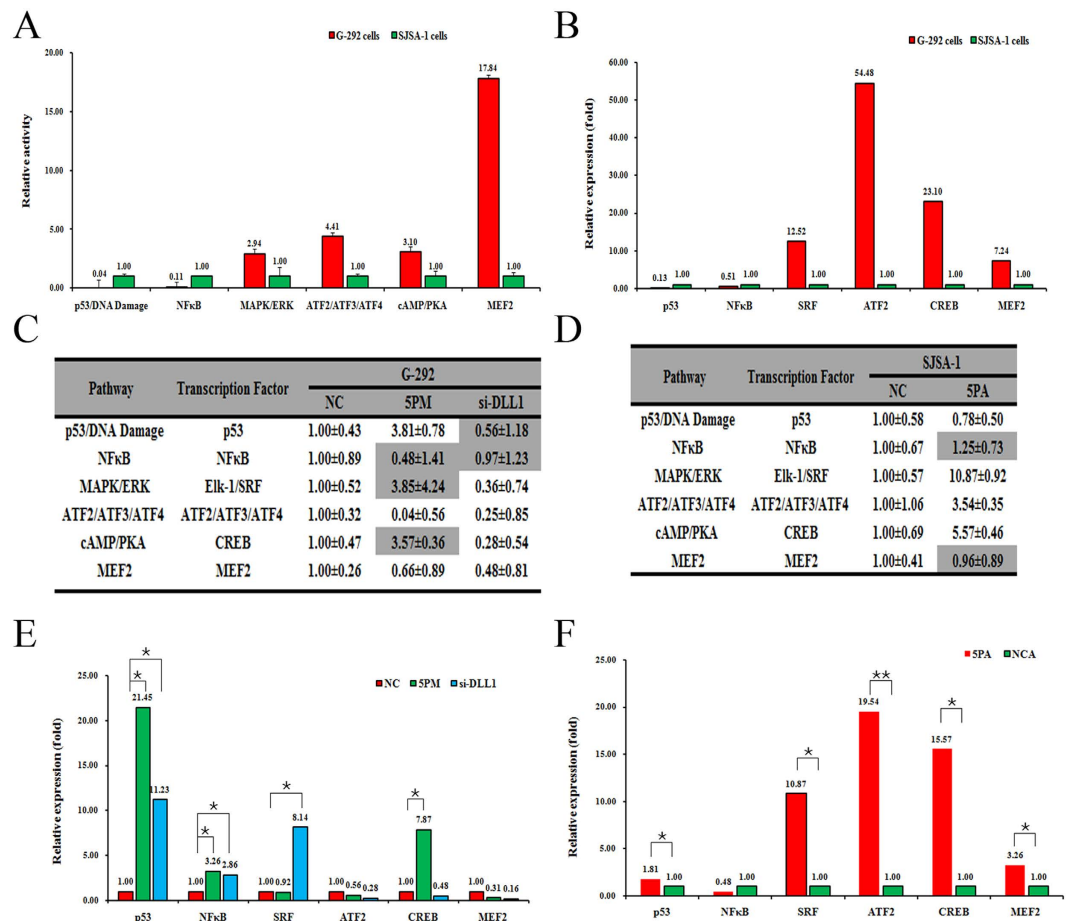 A
G-292 cells SJSA-1 cells
Relative activity
20.00
15.00
10.00
5.00
0.00
0.04 1.00 0.11 1.00 2.94 1.00 4.41 1.00 3.10 1.00 17.84 1.00
p53/DNA Damage NFκB MAPK/ERK ATF2/ATF3/ATF4 cAMP/PKA MEF2
B
G-292 cells SJSA-1 cells
Relative expression (fold)
60.00
50.00
40.00
30.00
20.00
10.00
0.00
0.13 1.00 0.51 1.00 12.52 1.00 54.48 1.00 23.10 1.00 7.24 1.00
p53 NFκB SRF ATF2 CREB MEF2
C
Pathway Transcription Factor G-292
NC 5PM si-DLL1
p53/DNA Damage p53 1.00±0.43 3.81±0.78 0.56±1.18
NFκB NFκB 1.00±0.89 0.48±1.41 0.97±1.23
MAPK/ERK Elk-1/SRF 1.00±0.52 3.85±4.24 0.36±0.74
ATF2/ATF3/ATF4 ATF2/ATF3/ATF4 1.00±0.32 0.04±0.56 0.25±0.85
cAMP/PKA CREB 1.00±0.47 3.57±0.36 0.28±0.54
MEF2 MEF2 1.00±0.26 0.66±0.89 0.48±0.81
D
Pathway Transcription Factor SJSA-1
NC 5PA
p53/DNA Damage p53 1.00±0.58 0.78±0.50
NFκB NFκB 1.00±0.67 1.25±0.73
MAPK/ERK Elk-1/SRF 1.00±0.57 10.87±0.92
ATF2/ATF3/ATF4 ATF2/ATF3/ATF4 1.00±1.06 3.54±0.35
cAMP/PKA CREB 1.00±0.69 5.57±0.46
MEF2 MEF2 1.00±0.41 0.96±0.89
E
NC 5PM si-DLL1
Relative expression (fold)
25.00
20.00
15.00
10.00
5.00
0.00
* * * * * *
1.00 21.45 11.23 1.00 3.26 2.86 1.00 0.92 8.14 1.00 0.56 0.28 1.00 7.87 0.48 1.00 0.31 0.16
p53 NFκB SRF ATF2 CREB MEF2
F
5PA NCA
Relative expression (fold)
25.00
20.00
15.00
10.00
5.00
0.00
* * ** * *
1.81 1.00 0.48 1.00 10.87 1.00 19.54 1.00 15.57 1.00 3.26 1.00
p53 NFκB SRF ATF2 CREB MEF2